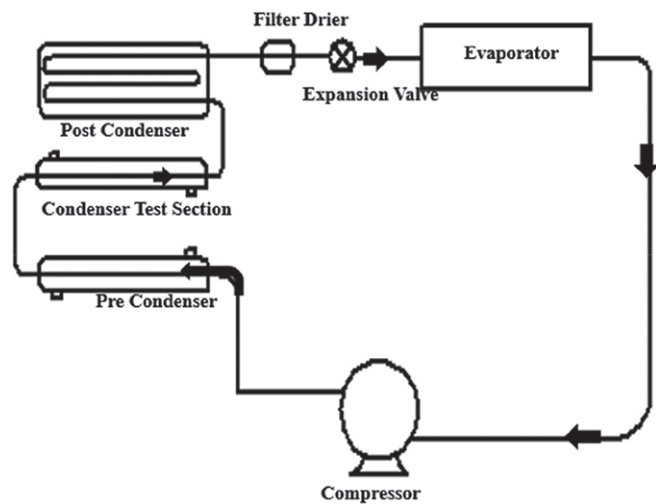 Filter Drier
Evaporator
Expansion Valve
Post Condenser
Condenser Test Section
Pre Condenser
Compressor